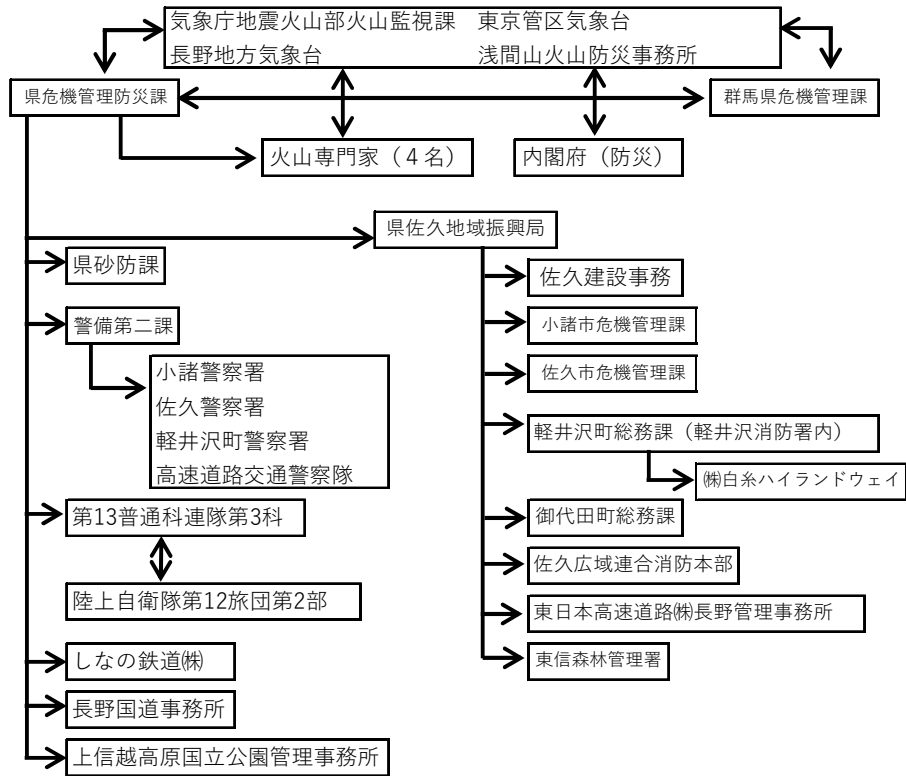 気象庁地震火山部火山監視課　東京管区気象台
長野地方気象台　浅間山火山防災事務所
県危機管理防災課
群馬県危機管理課
火山専門家（４名）
内閣府（防災）
県佐久地域振興局
県砂防課
佐久建設事務
警備第二課
小諸市危機管理課
小諸警察署
佐久警察署
軽井沢町警察署
高速道路交通警察隊
佐久市危機管理課
軽井沢町総務課（軽井沢消防署内）
㈱白糸ハイランドウェイ
第13普通科連隊第3科
御代田町総務課
佐久広域連合消防本部
陸上自衛隊第12旅団第2部
東日本高速道路㈱長野管理事務所
しなの鉄道㈱
東信森林管理署
長野国道事務所
上信越高原国立公園管理事務所